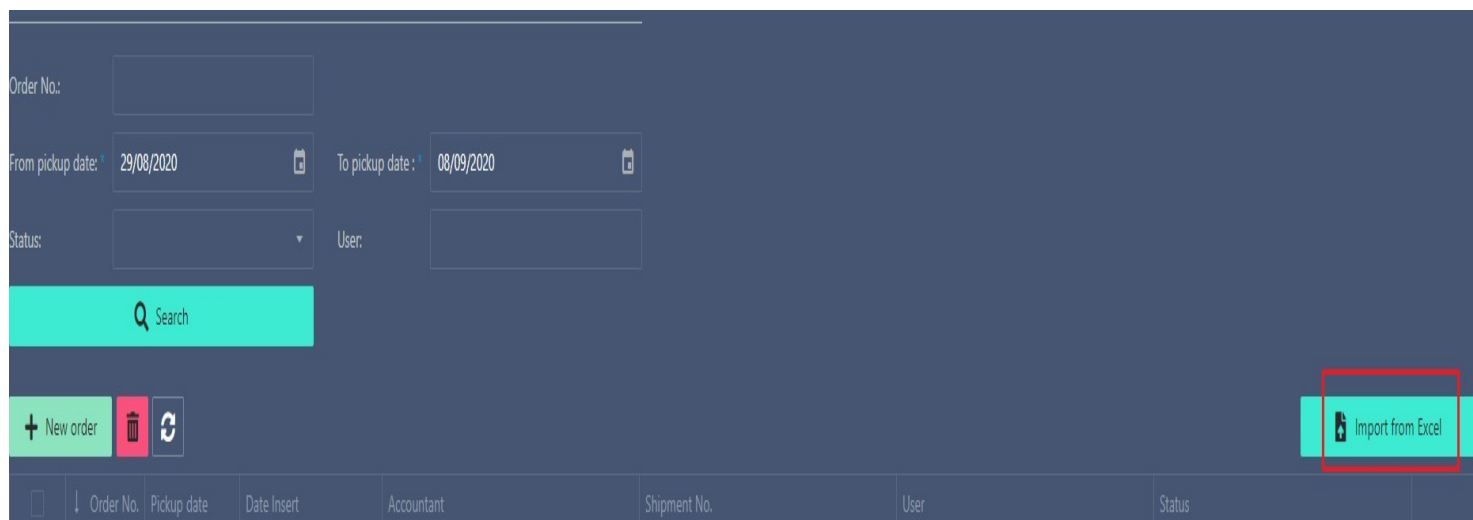 Order No.:
From pickup date: * 29/08/2020 To pickup date : * 08/09/2020
Status: User:
Search
New order Import from Excel
Order No. Pickup date Date Insert Accountant Shipment No. User Status